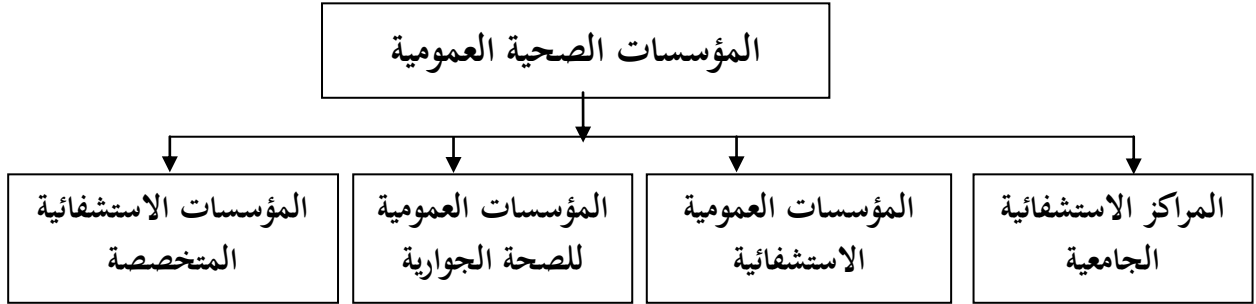 المؤسسات الصحية العمومية
المراكز الاستشفائية
الجامعية
المؤسسات العمومية
الاستشفائية
المؤسسات العمومية
للصحة الجوارية
المؤسسات الاستشفائية
المتخصصة